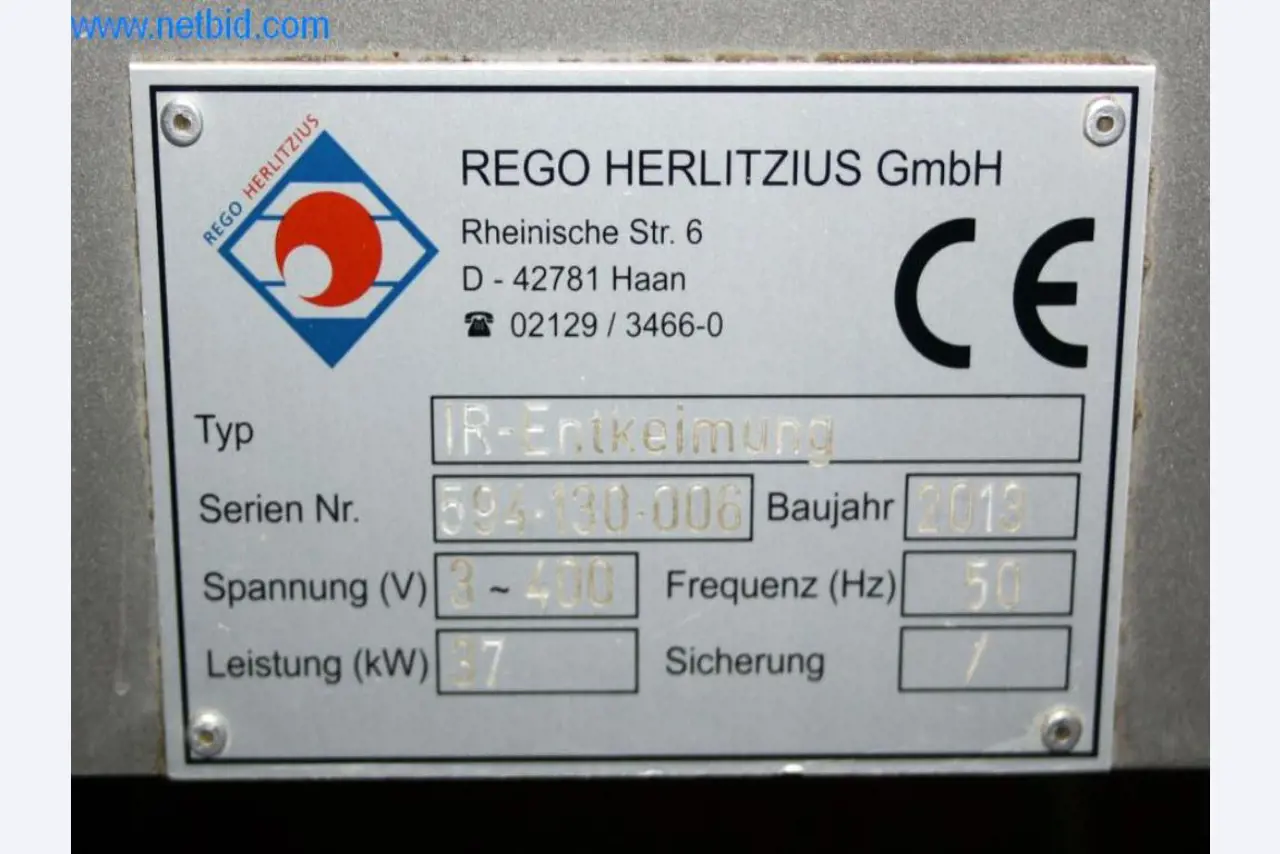 www.netbid.com
REGO HERLITZIUS
REGO HERLITZIUS GmbH
Rheinische Str. 6
D - 42781 Haan
☎ 02129 / 3466-0
CE
Typ IR-Entkeimung
Serien Nr. 594-130-006 Baujahr 2013
Spannung (V) 3 ~ 400 Frequenz (Hz) 50
Leistung (kW) 37 Sicherung /